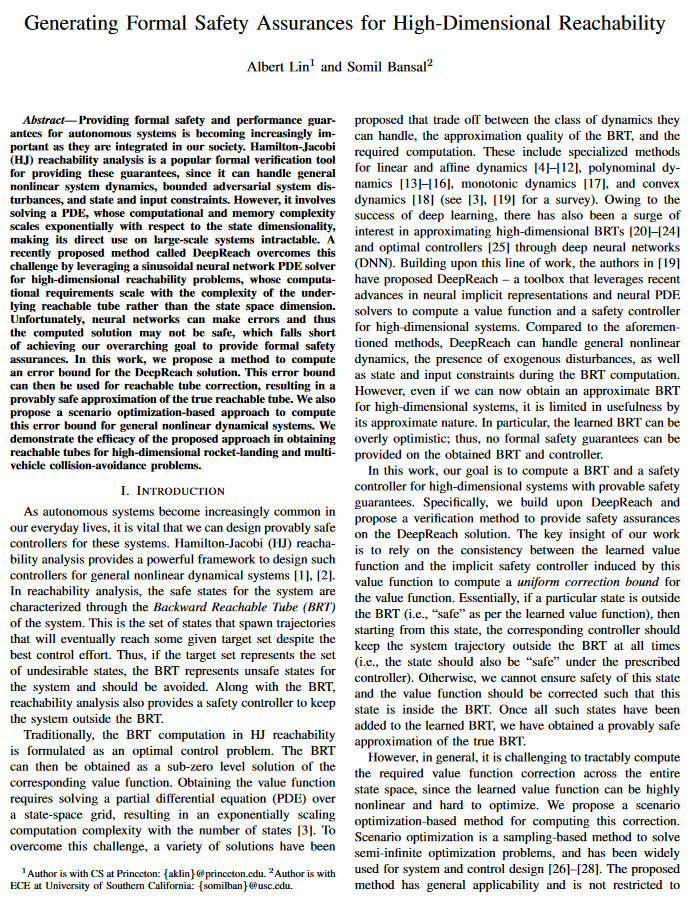 Generating Formal Safety Assurances for High-Dimensional Reachability
Albert Lin1 and Somil Bansal2
Abstract—Providing formal safety and performance guar-
antees for autonomous systems is becoming increasingly im-
portant as they are integrated in our society. Hamilton-Jacobi
(HJ) reachability analysis is a popular formal verification tool
for providing these guarantees, since it can handle general
nonlinear system dynamics, bounded adversarial system dis-
turbances, and state and input constraints. However, it involves
solving a PDE, whose computational and memory complexity
scales exponentially with respect to the state dimensionality,
making its direct use on large-scale systems intractable. A
recently proposed method called DeepReach overcomes this
challenge by leveraging a sinusoidal neural network PDE solver
for high-dimensional reachability problems, whose computa-
tional requirements scale with the complexity of the under-
lying reachable tube rather than the state space dimension.
Unfortunately, neural networks can make errors and thus
the computed solution may not be safe, which falls short
of achieving our overarching goal to provide formal safety
assurances. In this work, we propose a method to compute
an error bound for the DeepReach solution. This error bound
can then be used for reachable tube correction, resulting in a
provably safe approximation of the true reachable tube. We also
propose a scenario optimization-based approach to compute
this error bound for general nonlinear dynamical systems. We
demonstrate the efficacy of the proposed approach in obtaining
reachable tubes for high-dimensional rocket-landing and multi-
vehicle collision-avoidance problems.
I. INTRODUCTION
As autonomous systems become increasingly common in
our everyday lives, it is vital that we can design provably safe
controllers for these systems. Hamilton-Jacobi (HJ) reacha-
bility analysis provides a powerful framework to design such
controllers for general nonlinear dynamical systems [1], [2].
In reachability analysis, the safe states for the system are
characterized through the Backward Reachable Tube (BRT)
of the system. This is the set of states that spawn trajectories
that will eventually reach some given target set despite the
best control effort. Thus, if the target set represents the set
of undesirable states, the BRT represents unsafe states for
the system and should be avoided. Along with the BRT,
reachability analysis also provides a safety controller to keep
the system outside the BRT.
Traditionally, the BRT computation in HJ reachability
is formulated as an optimal control problem. The BRT
can then be obtained as a sub-zero level solution of the
corresponding value function. Obtaining the value function
requires solving a partial differential equation (PDE) over
a state-space grid, resulting in an exponentially scaling
computation complexity with the number of states [3]. To
overcome this challenge, a variety of solutions have been
1Author is with CS at Princeton: {aklin}@princeton.edu. 2Author is with
ECE at University of Southern California: {somilban}@usc.edu.
proposed that trade off between the class of dynamics they
can handle, the approximation quality of the BRT, and the
required computation. These include specialized methods
for linear and affine dynamics [4]–[12], polynomial dy-
namics [13]–[16], monotonic dynamics [17], and convex
dynamics [18] (see [3], [19] for a survey). Owing to the
success of deep learning, there has also been a surge of
interest in approximating high-dimensional BRTs [20]–[24]
and optimal controllers [25] through deep neural networks
(DNN). Building upon this line of work, the authors in [19]
have proposed DeepReach – a toolbox that leverages recent
advances in neural implicit representations and neural PDE
solvers to compute a value function and a safety controller
for high-dimensional systems. Compared to the aforemen-
tioned methods, DeepReach can handle general nonlinear
dynamics, the presence of exogenous disturbances, as well
as state and input constraints during the BRT computation.
However, even if we can now obtain an approximate BRT
for high-dimensional systems, it is limited in usefulness by
its approximate nature. In particular, the learned BRT can be
overly optimistic; thus, no formal safety guarantees can be
provided on the obtained BRT and controller.
In this work, our goal is to compute a BRT and a safety
controller for high-dimensional systems with provable safety
guarantees. Specifically, we build upon DeepReach and
propose a verification method to provide safety assurances
on the DeepReach solution. The key insight of our work
is to rely on the consistency between the learned value
function and the implicit safety controller induced by this
value function to compute a uniform correction bound for
the value function. Essentially, if a particular state is outside
the BRT (i.e., “safe” as per the learned value function), then
starting from this state, the corresponding controller should
keep the system trajectory outside the BRT at all times
(i.e., the state should also be “safe” under the prescribed
controller). Otherwise, we cannot ensure safety of this state
and the value function should be corrected such that this
state is inside the BRT. Once all such states have been
added to the learned BRT, we have obtained a provably safe
approximation of the true BRT.
However, in general, it is challenging to tractably compute
the required value function correction across the entire
state space, since the learned value function can be highly
nonlinear and hard to optimize. We propose a scenario
optimization-based method for computing this correction.
Scenario optimization is a sampling-based method to solve
semi-infinite optimization problems, and has been widely
used for system and control design [26]–[28]. The proposed
method has general applicability and is not restricted to